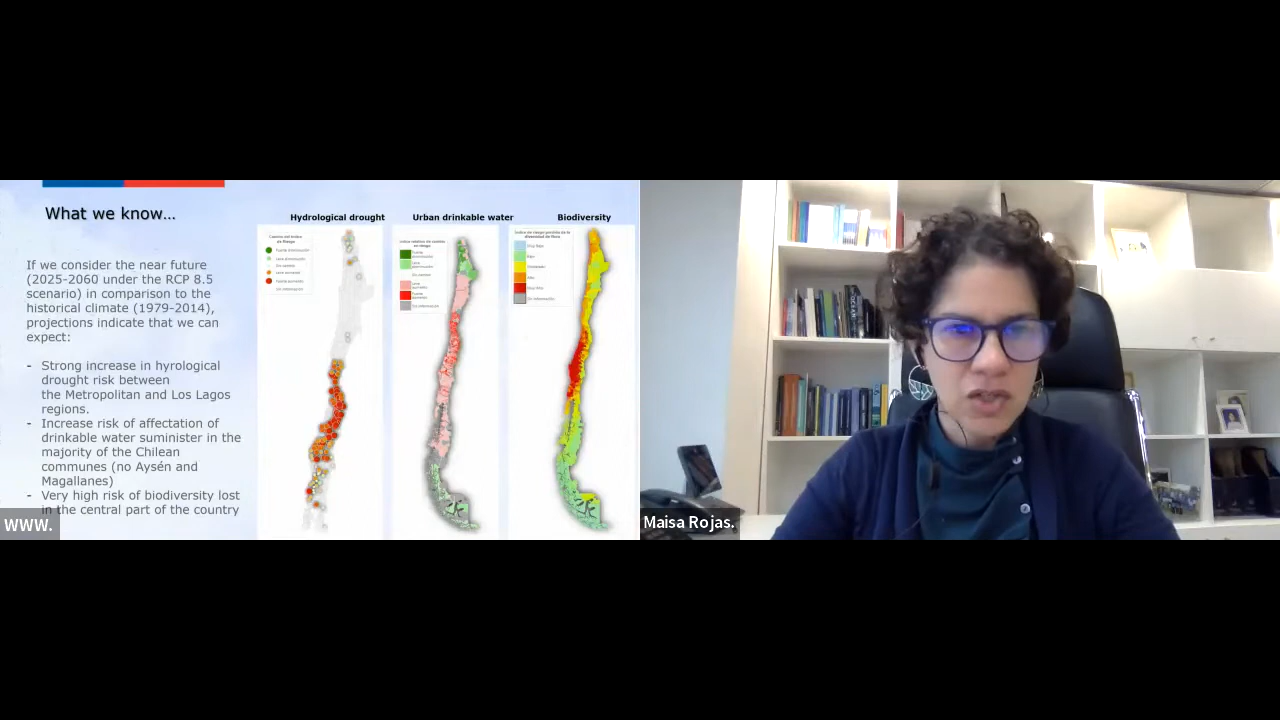 What we know…
If we consider the near future
(2025-2060 under the RCP 8.5
scenario) in comparison to the
historical climate (1979-2014),
projections indicate that we can
expect:
- Strong increase in hyrological
drought risk between
the Metropolitan and Los Lagos
regions.
- Increase risk of affectation of
drinkable water suminister in the
majority of the Chilean
communes (no Aysén and
Magallanes)
- Very high risk of biodiversity lost
in the central part of the country
Hydrological drought
Urban drinkable water
Biodiversity
WWW.
Maisa Rojas.